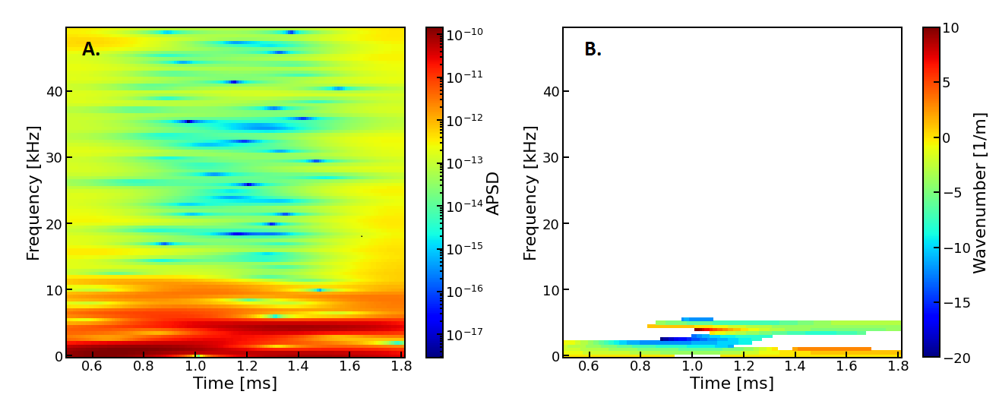 A.
Frequency [kHz]
40
30
20
10
0
0.6 0.8 1.0 1.2 1.4 1.6 1.8
Time [ms]
10⁻¹⁰
10⁻¹¹
10⁻¹²
10⁻¹³
10⁻¹⁴
10⁻¹⁵
10⁻¹⁶
10⁻¹⁷
APSD
B.
Frequency [kHz]
40
30
20
10
0
0.6 0.8 1.0 1.2 1.4 1.6 1.8
Time [ms]
10
5
0
−5
−10
−15
−20
Wavenumber [1/m]